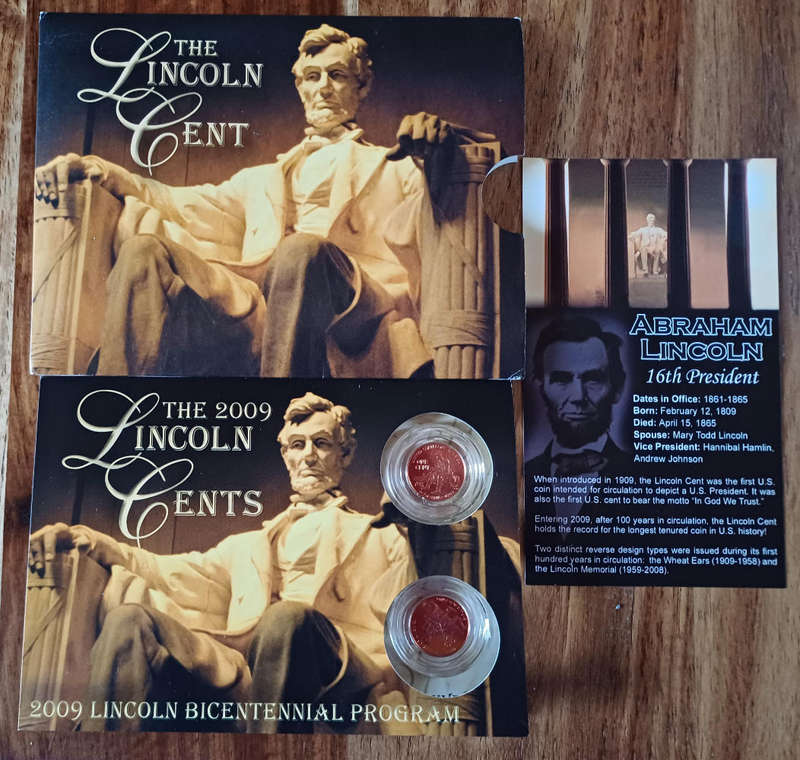 THE
LINCOLN
CENT
THE 2009
LINCOLN
CENTS
2009 LINCOLN BICENTENNIAL PROGRAM
ABRAHAM
LINCOLN
16th President
Dates in Office: 1861-1865
Born: February 12, 1809
Died: April 15, 1865
Spouse: Mary Todd Lincoln
Vice President: Hannibal Hamlin,
Andrew Johnson
When introduced in 1909, the Lincoln Cent was the first U.S.
coin intended for circulation to depict a U.S. President. It was
also the first U.S. cent to bear the motto "In God We Trust."
Entering 2009, after 100 years in circulation, the Lincoln Cent
holds the record for the longest tenured coin in U.S. history!
Two distinct reverse design types were issued during its first
hundred years in circulation: the Wheat Ears (1909-1958) and
the Lincoln Memorial (1959-2008).